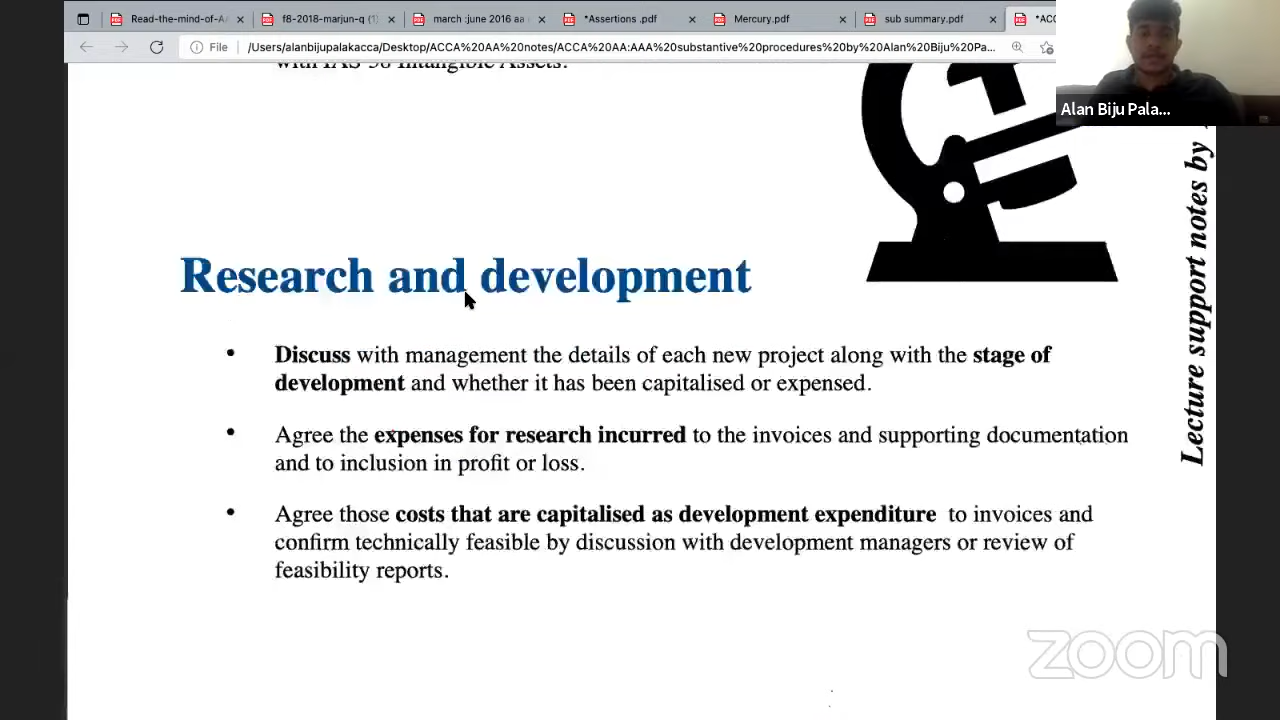 Read-the-mind-of-A
f8-2018-marjun-q (1)
march :june 2016 aa
*Assertions .pdf
Mercury.pdf
sub summary.pdf
*ACC
File
/Users/alanbijupalakacca/Desktop/ACCA%20AA%20notes/ACCA%20AA:AAA%20substantive%20procedures%20by%20Alan%20Biju%20Pa...
Alan Biju Pala...
with IAS 38 Intangible Assets.
Lecture support notes by
Research and development
• Discuss with management the details of each new project along with the stage of
development and whether it has been capitalised or expensed.
• Agree the expenses for research incurred to the invoices and supporting documentation
and to inclusion in profit or loss.
• Agree those costs that are capitalised as development expenditure to invoices and
confirm technically feasible by discussion with development managers or review of
feasibility reports.
zoom